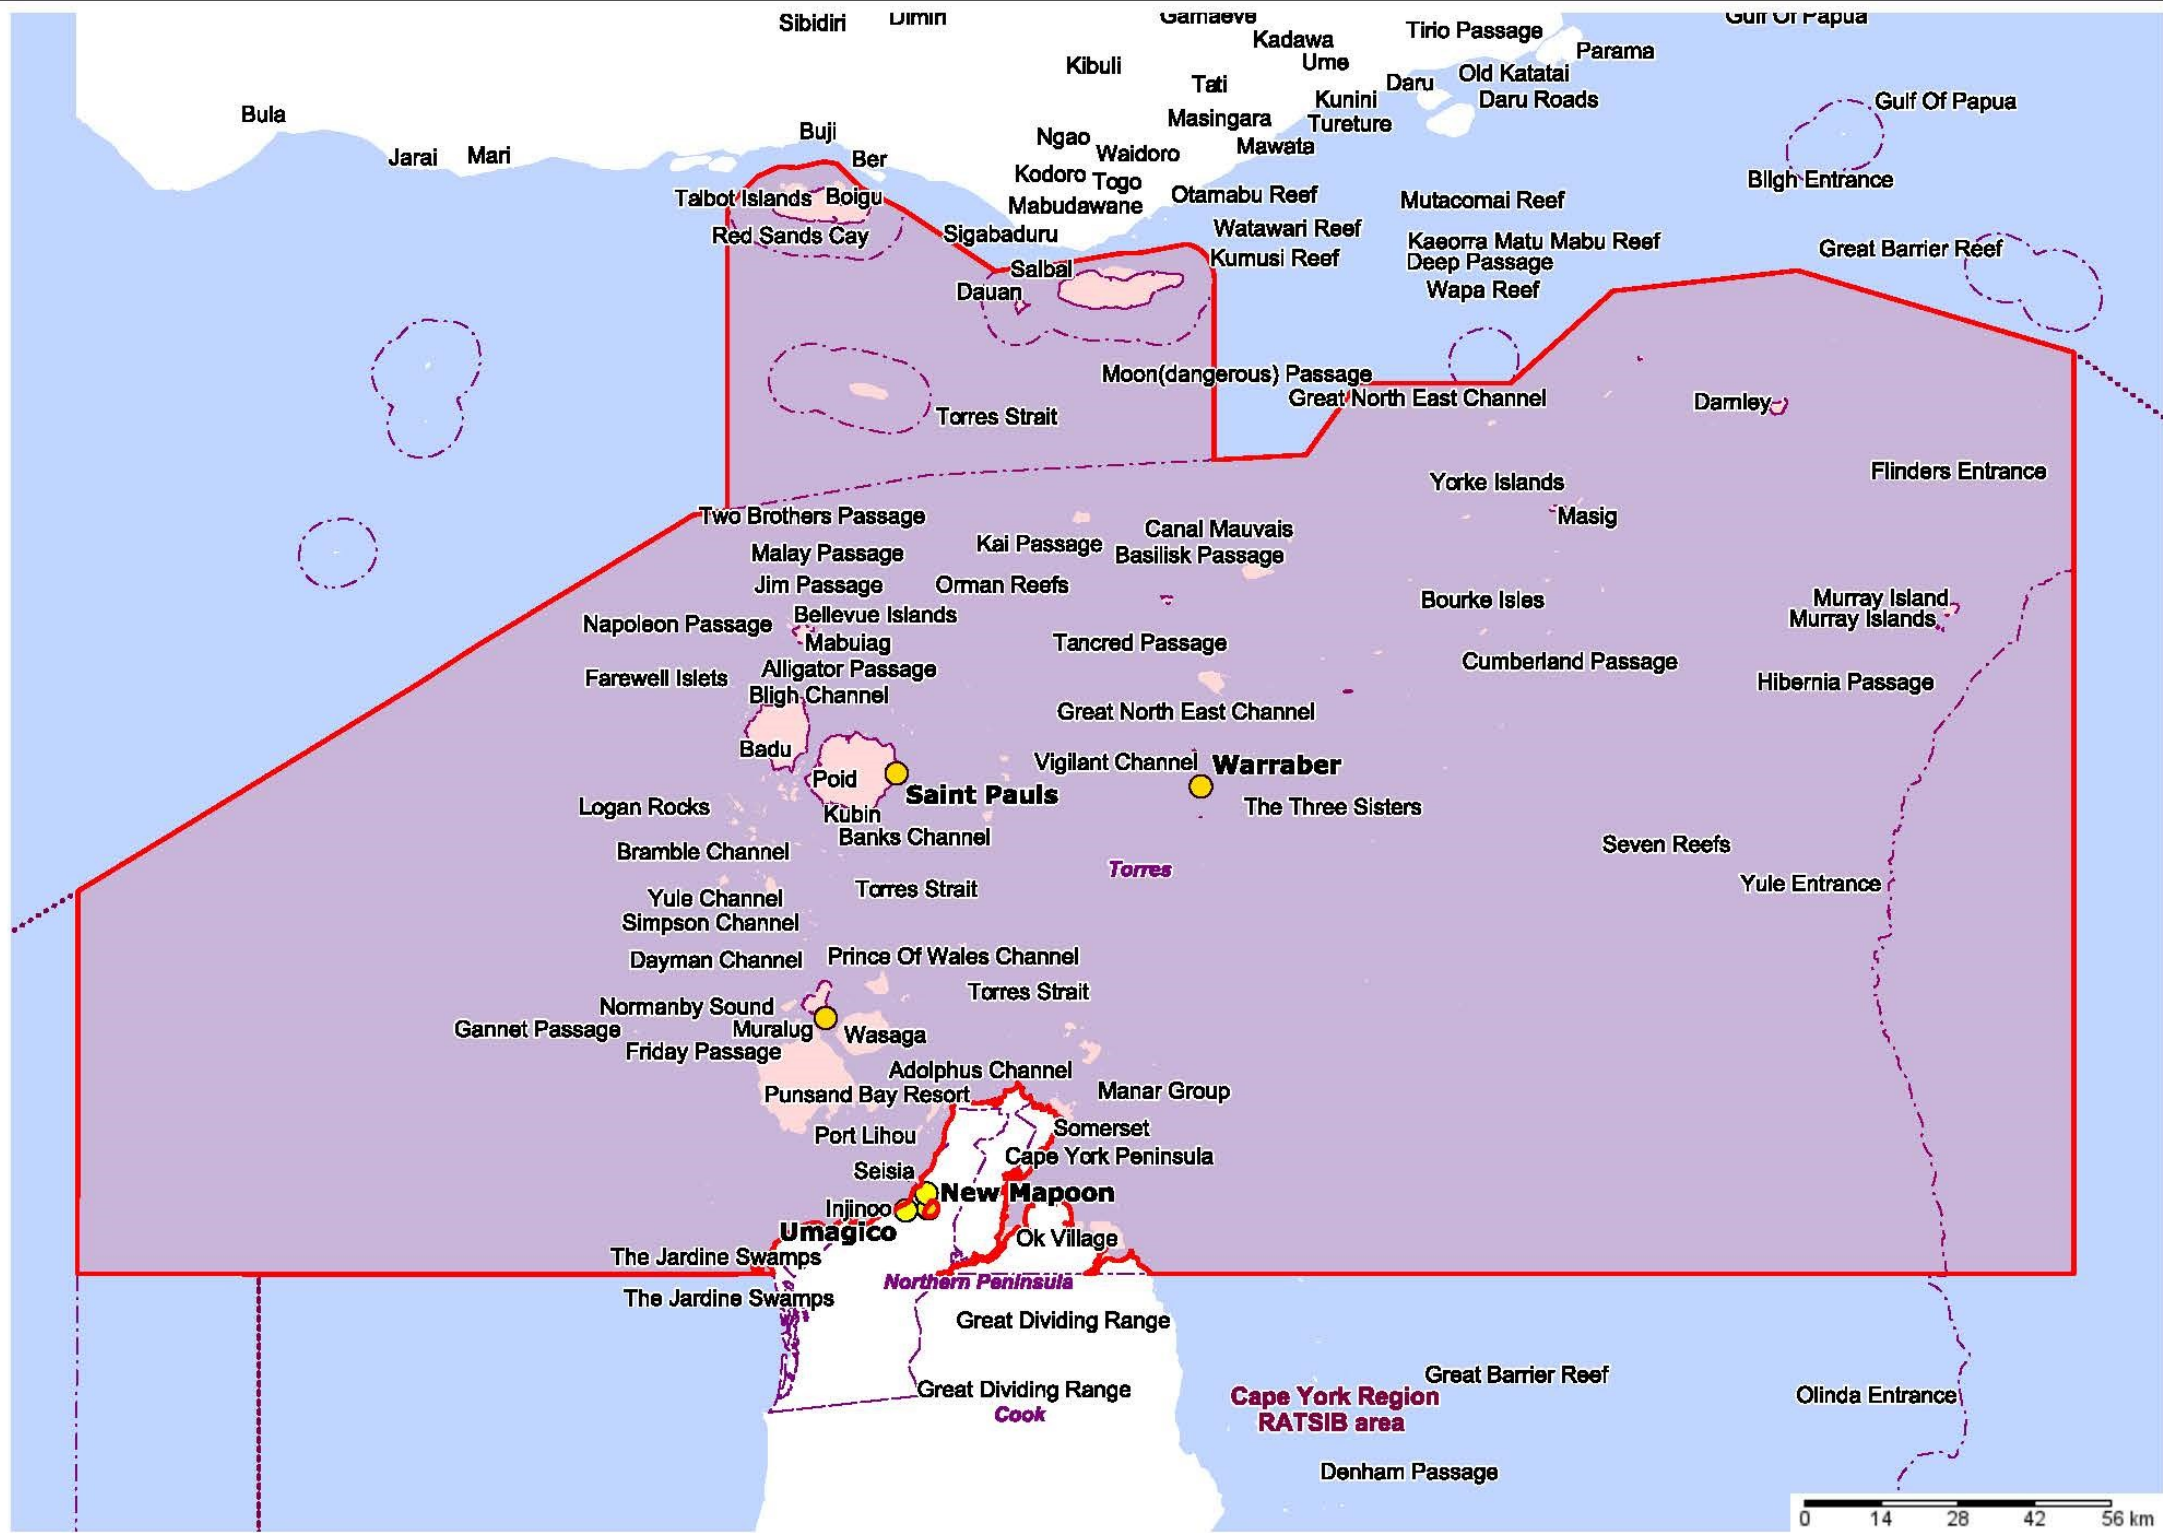 Sibidiri
Dimiri
Gamaeve
Gulf Of Papua
Kadawa
Tirio Passage
Ume
Parama
Kibuli
Tati
Daru
Old Katatai
Bula
Kunini
Daru Roads
Gulf Of Papua
Masingara
Tureture
Buji
Ngao
Mawata
Jarai
Mari
Ber
Waidoro
Kodoro
Togo
Bligh Entrance
Talbot Islands
Boigu
Mabudawane
Otamabu Reef
Mutacomai Reef
Red Sands Cay
Sigabaduru
Watawari Reef
Kaeorra Matu Mabu Reef
Great Barrier Reef
Saibai
Kumusi Reef
Deep Passage
Dauan
Wapa Reef
Moon(dangerous) Passage
Great North East Channel
Darnley
Torres Strait
Flinders Entrance
Yorke Islands
Two Brothers Passage
Masig
Canal Mauvais
Malay Passage
Kai Passage
Basilisk Passage
Jim Passage
Orman Reefs
Bourke Isles
Murray Island
Napoleon Passage
Bellevue Islands
Murray Islands
Mabuiag
Tancred Passage
Farewell Islets
Alligator Passage
Cumberland Passage
Bligh Channel
Hibernia Passage
Great North East Channel
Badu
Poid
Vigilant Channel
Warraber
Saint Pauls
Logan Rocks
Kubin
The Three Sisters
Banks Channel
Bramble Channel
Seven Reefs
Torres
Yule Channel
Torres Strait
Yule Entrance
Simpson Channel
Dayman Channel
Prince Of Wales Channel
Torres Strait
Normanby Sound
Gannet Passage
Muralug
Wasaga
Friday Passage
Adolphus Channel
Punsand Bay Resort
Manar Group
Port Lihou
Somerset
Cape York Peninsula
Seisia
New Mapoon
Injinoo
Umagico
Ok Village
The Jardine Swamps
Northern Peninsula
The Jardine Swamps
Great Dividing Range
Great Barrier Reef
Great Dividing Range
Cape York Region
RATSIB area
Olinda Entrance
Cook
Denham Passage
0 14 28 42 56 km